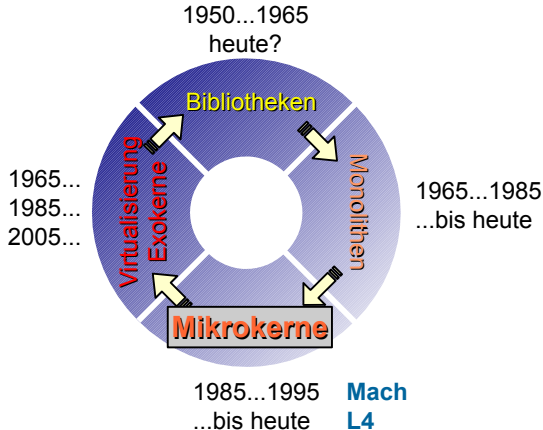 1950...1965
heute?
Bibliotheken
Monolithen
1965...1985
...bis heute
Virtualisierung
Exokerne
1965...
1985...
2005...
Mikrokerne
1985...1995 Mach
...bis heute L4